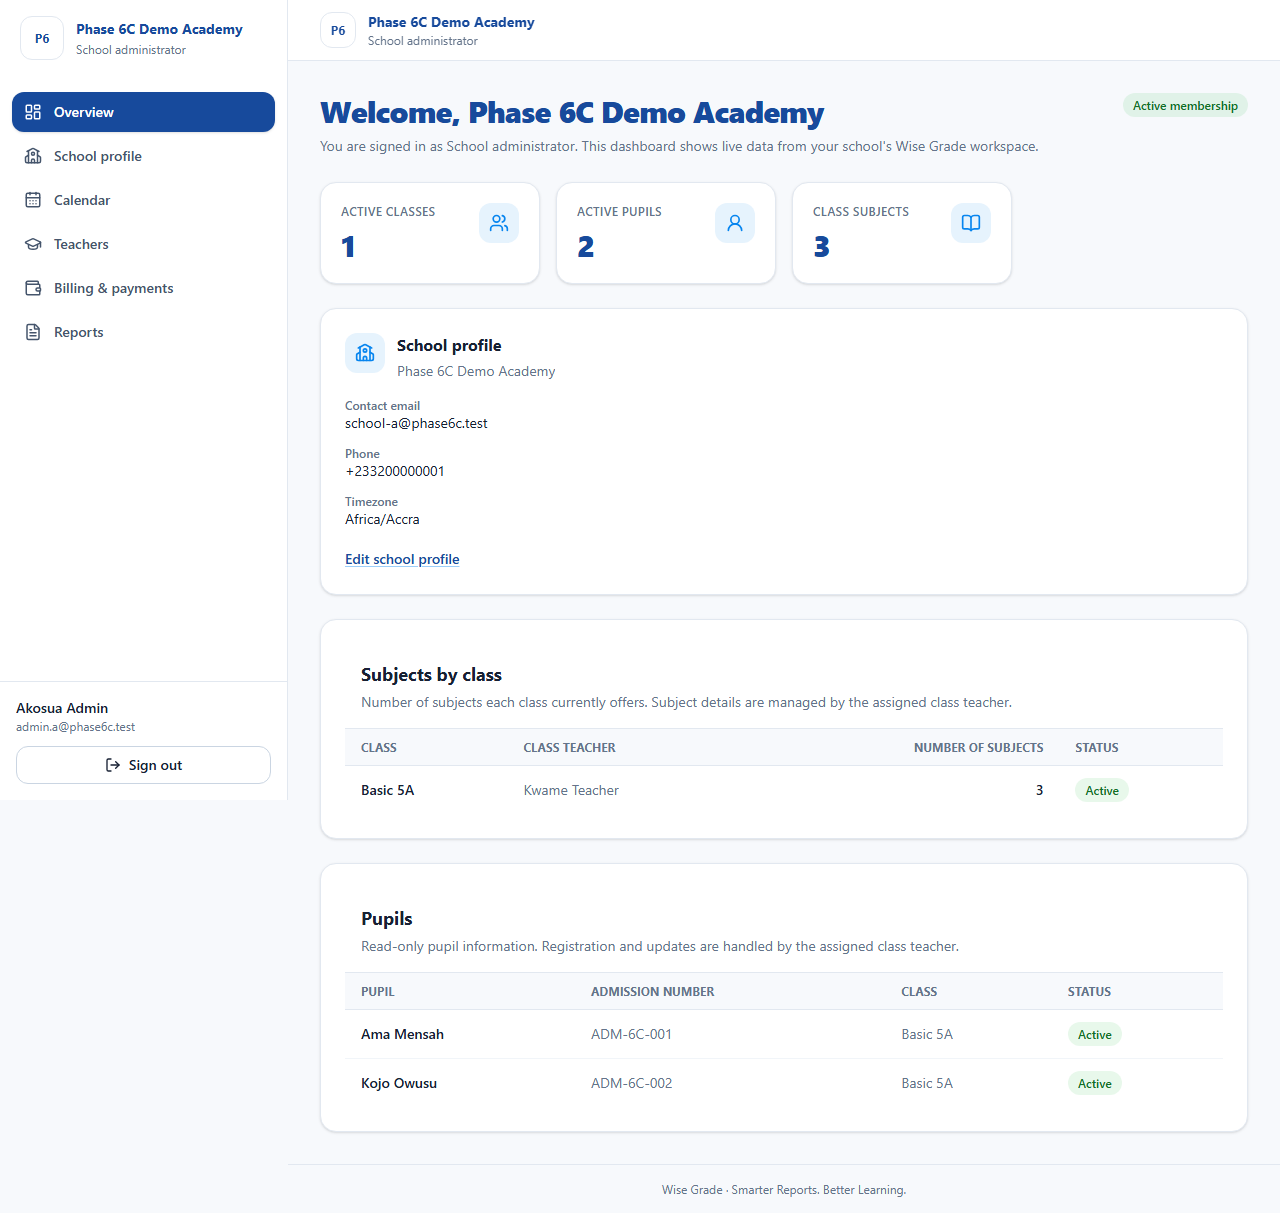 P6
Phase 6C Demo Academy
School administrator
Overview
School profile
Calendar
Teachers
Billing & payments
Reports
Akosua Admin
admin.a@phase6c.test
Sign out
P6
Phase 6C Demo Academy
School administrator
Welcome, Phase 6C Demo Academy
Active membership
You are signed in as School administrator. This dashboard shows live data from your school's Wise Grade workspace.
ACTIVE CLASSES
1
ACTIVE PUPILS
2
CLASS SUBJECTS
3
School profile
Phase 6C Demo Academy
Contact email
school-a@phase6c.test
Phone
+233200000001
Timezone
Africa/Accra
Edit school profile
Subjects by class
Number of subjects each class currently offers. Subject details are managed by the assigned class teacher.
CLASS CLASS TEACHER NUMBER OF SUBJECTS STATUS
Basic 5A Kwame Teacher 3 Active
Pupils
Read-only pupil information. Registration and updates are handled by the assigned class teacher.
PUPIL ADMISSION NUMBER CLASS STATUS
Ama Mensah ADM-6C-001 Basic 5A Active
Kojo Owusu ADM-6C-002 Basic 5A Active
Wise Grade · Smarter Reports. Better Learning.